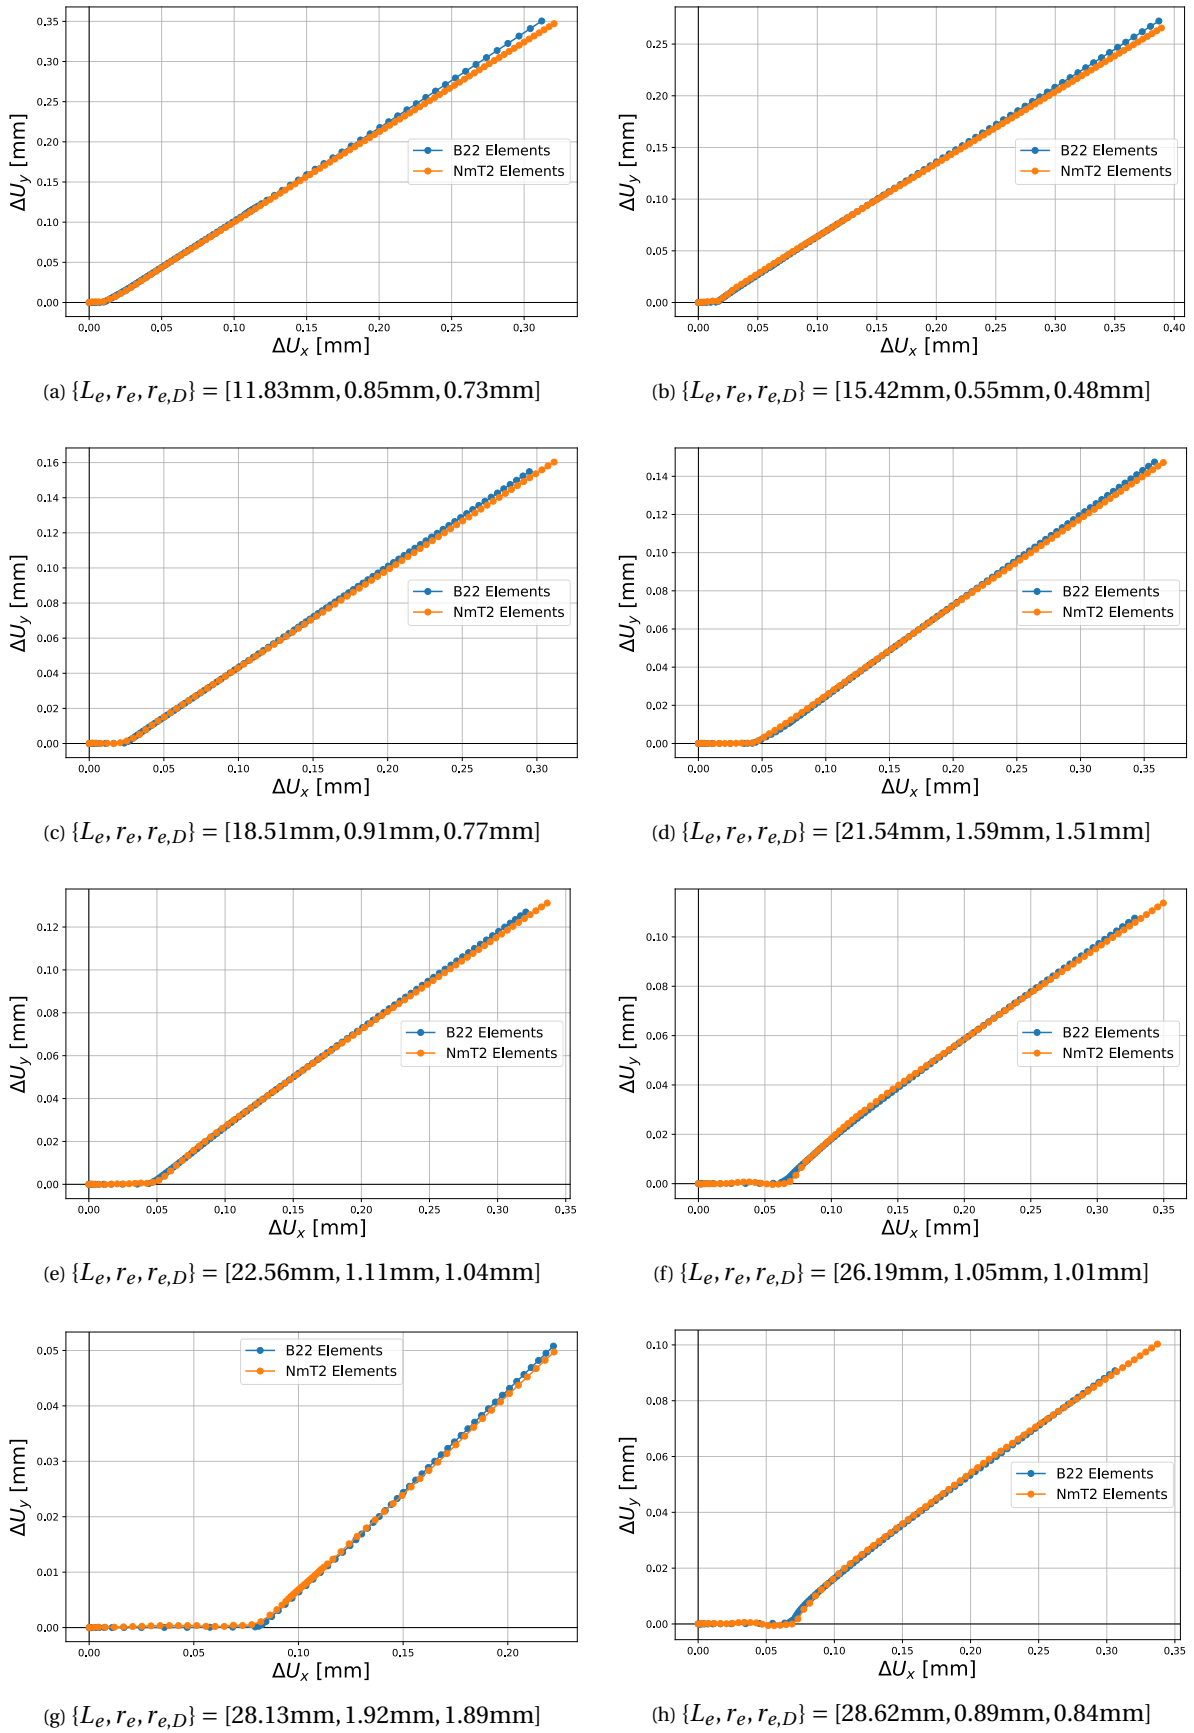 0.35
0.30
0.25
0.20
0.15
0.10
0.05
0.00
ΔU_y [mm]
B22 Elements
NmT2 Elements
0.00 0.05 0.10 0.15 0.20 0.25 0.30
ΔU_x [mm]
(a) {L_e, r_e, r_{e,D}} = [11.83mm, 0.85mm, 0.73mm]
0.25
0.20
0.15
0.10
0.05
0.00
ΔU_y [mm]
B22 Elements
NmT2 Elements
0.00 0.05 0.10 0.15 0.20 0.25 0.30 0.35 0.40
ΔU_x [mm]
(b) {L_e, r_e, r_{e,D}} = [15.42mm, 0.55mm, 0.48mm]
0.16
0.14
0.12
0.10
0.08
0.06
0.04
0.02
0.00
ΔU_y [mm]
B22 Elements
NmT2 Elements
0.00 0.05 0.10 0.15 0.20 0.25 0.30
ΔU_x [mm]
(c) {L_e, r_e, r_{e,D}} = [18.51mm, 0.91mm, 0.77mm]
0.14
0.12
0.10
0.08
0.06
0.04
0.02
0.00
ΔU_y [mm]
B22 Elements
NmT2 Elements
0.00 0.05 0.10 0.15 0.20 0.25 0.30 0.35
ΔU_x [mm]
(d) {L_e, r_e, r_{e,D}} = [21.54mm, 1.59mm, 1.51mm]
0.12
0.10
0.08
0.06
0.04
0.02
0.00
ΔU_y [mm]
B22 Elements
NmT2 Elements
0.00 0.05 0.10 0.15 0.20 0.25 0.30 0.35
ΔU_x [mm]
(e) {L_e, r_e, r_{e,D}} = [22.56mm, 1.11mm, 1.04mm]
0.10
0.08
0.06
0.04
0.02
0.00
ΔU_y [mm]
B22 Elements
NmT2 Elements
0.00 0.05 0.10 0.15 0.20 0.25 0.30 0.35
ΔU_x [mm]
(f) {L_e, r_e, r_{e,D}} = [26.19mm, 1.05mm, 1.01mm]
0.05
0.04
0.03
0.02
0.01
0.00
ΔU_y [mm]
B22 Elements
NmT2 Elements
0.00 0.05 0.10 0.15 0.20
ΔU_x [mm]
(g) {L_e, r_e, r_{e,D}} = [28.13mm, 1.92mm, 1.89mm]
0.10
0.08
0.06
0.04
0.02
0.00
ΔU_y [mm]
B22 Elements
NmT2 Elements
0.00 0.05 0.10 0.15 0.20 0.25 0.30 0.35
ΔU_x [mm]
(h) {L_e, r_e, r_{e,D}} = [28.62mm, 0.89mm, 0.84mm]